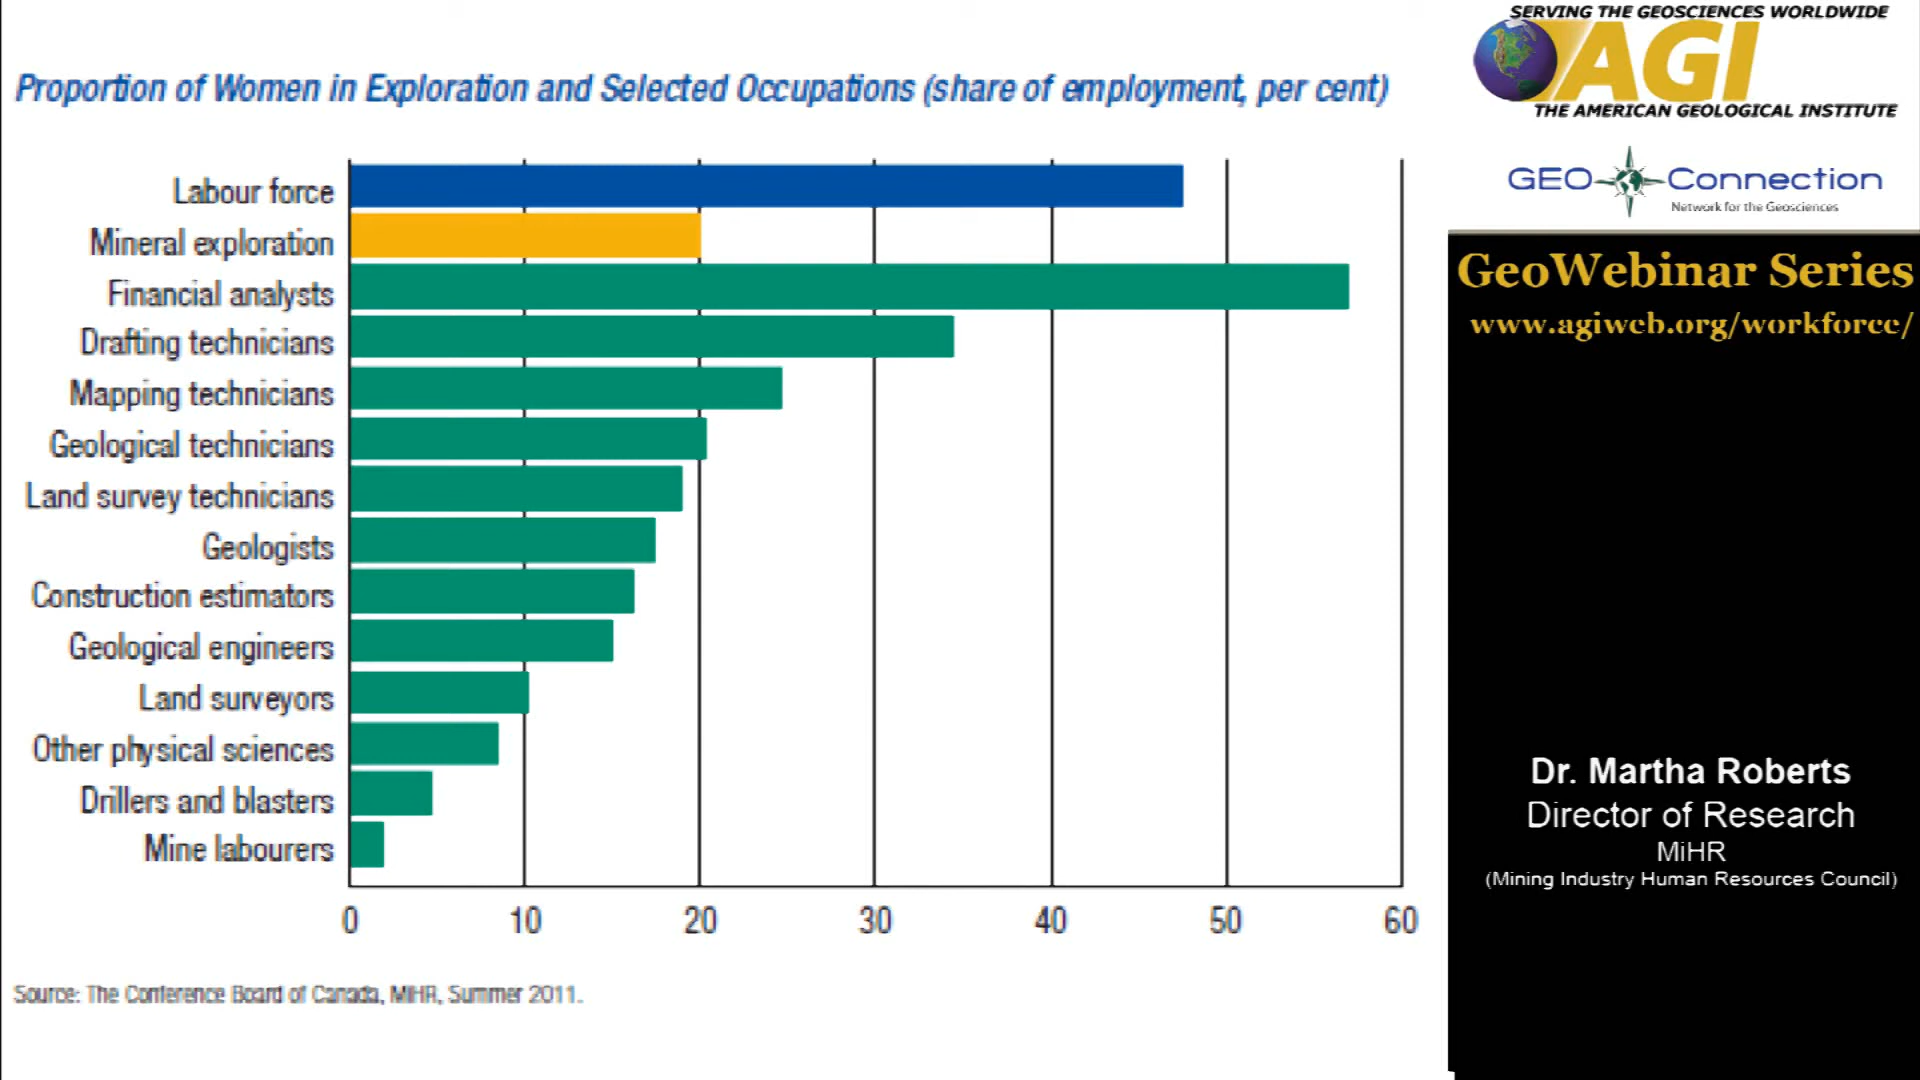 Proportion of Women in Exploration and Selected Occupations (share of employment, per cent)
Labour force
Mineral exploration
Financial analysts
Drafting technicians
Mapping technicians
Geological technicians
Land survey technicians
Geologists
Construction estimators
Geological engineers
Land surveyors
Other physical sciences
Drillers and blasters
Mine labourers
0 10 20 30 40 50 60
Source: The Conference Board of Canada, MiHR, Summer 2011.
SERVING THE GEOSCIENCES WORLDWIDE
AGI
THE AMERICAN GEOLOGICAL INSTITUTE
GEO Connection
Network for the Geosciences
GeoWebinar Series
www.agiweb.org/workforce/
Dr. Martha Roberts
Director of Research
MiHR
(Mining Industry Human Resources Council)